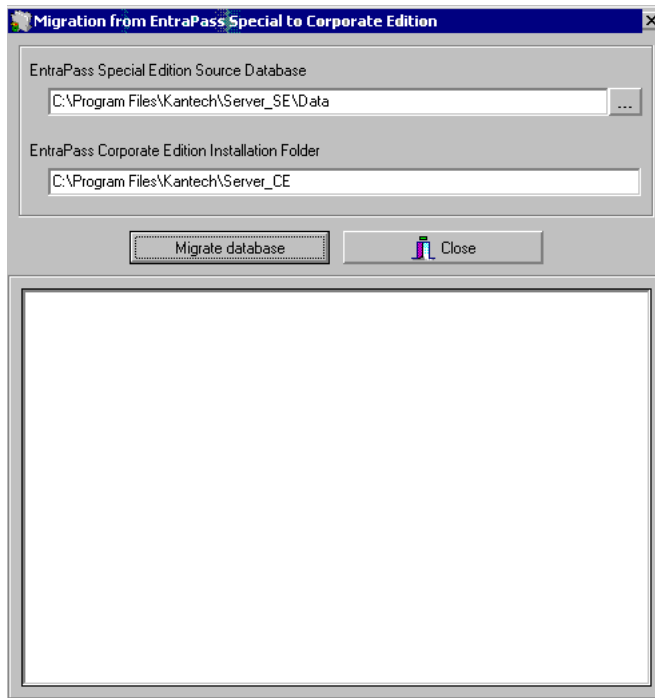 Migration from EntraPass Special to Corporate Edition
EntraPass Special Edition Source Database
C:\Program Files\Kantech\Server_SE\Data
...
EntraPass Corporate Edition Installation Folder
C:\Program Files\Kantech\Server_CE
Migrate database
Close